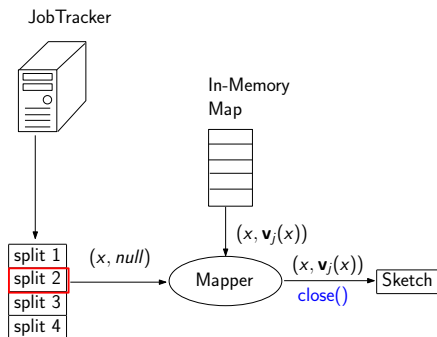 JobTracker
In-Memory
Map
(x, v_j(x))
split 1
split 2
split 3
split 4
(x, null)
Mapper
(x, v_j(x))
close()
Sketch